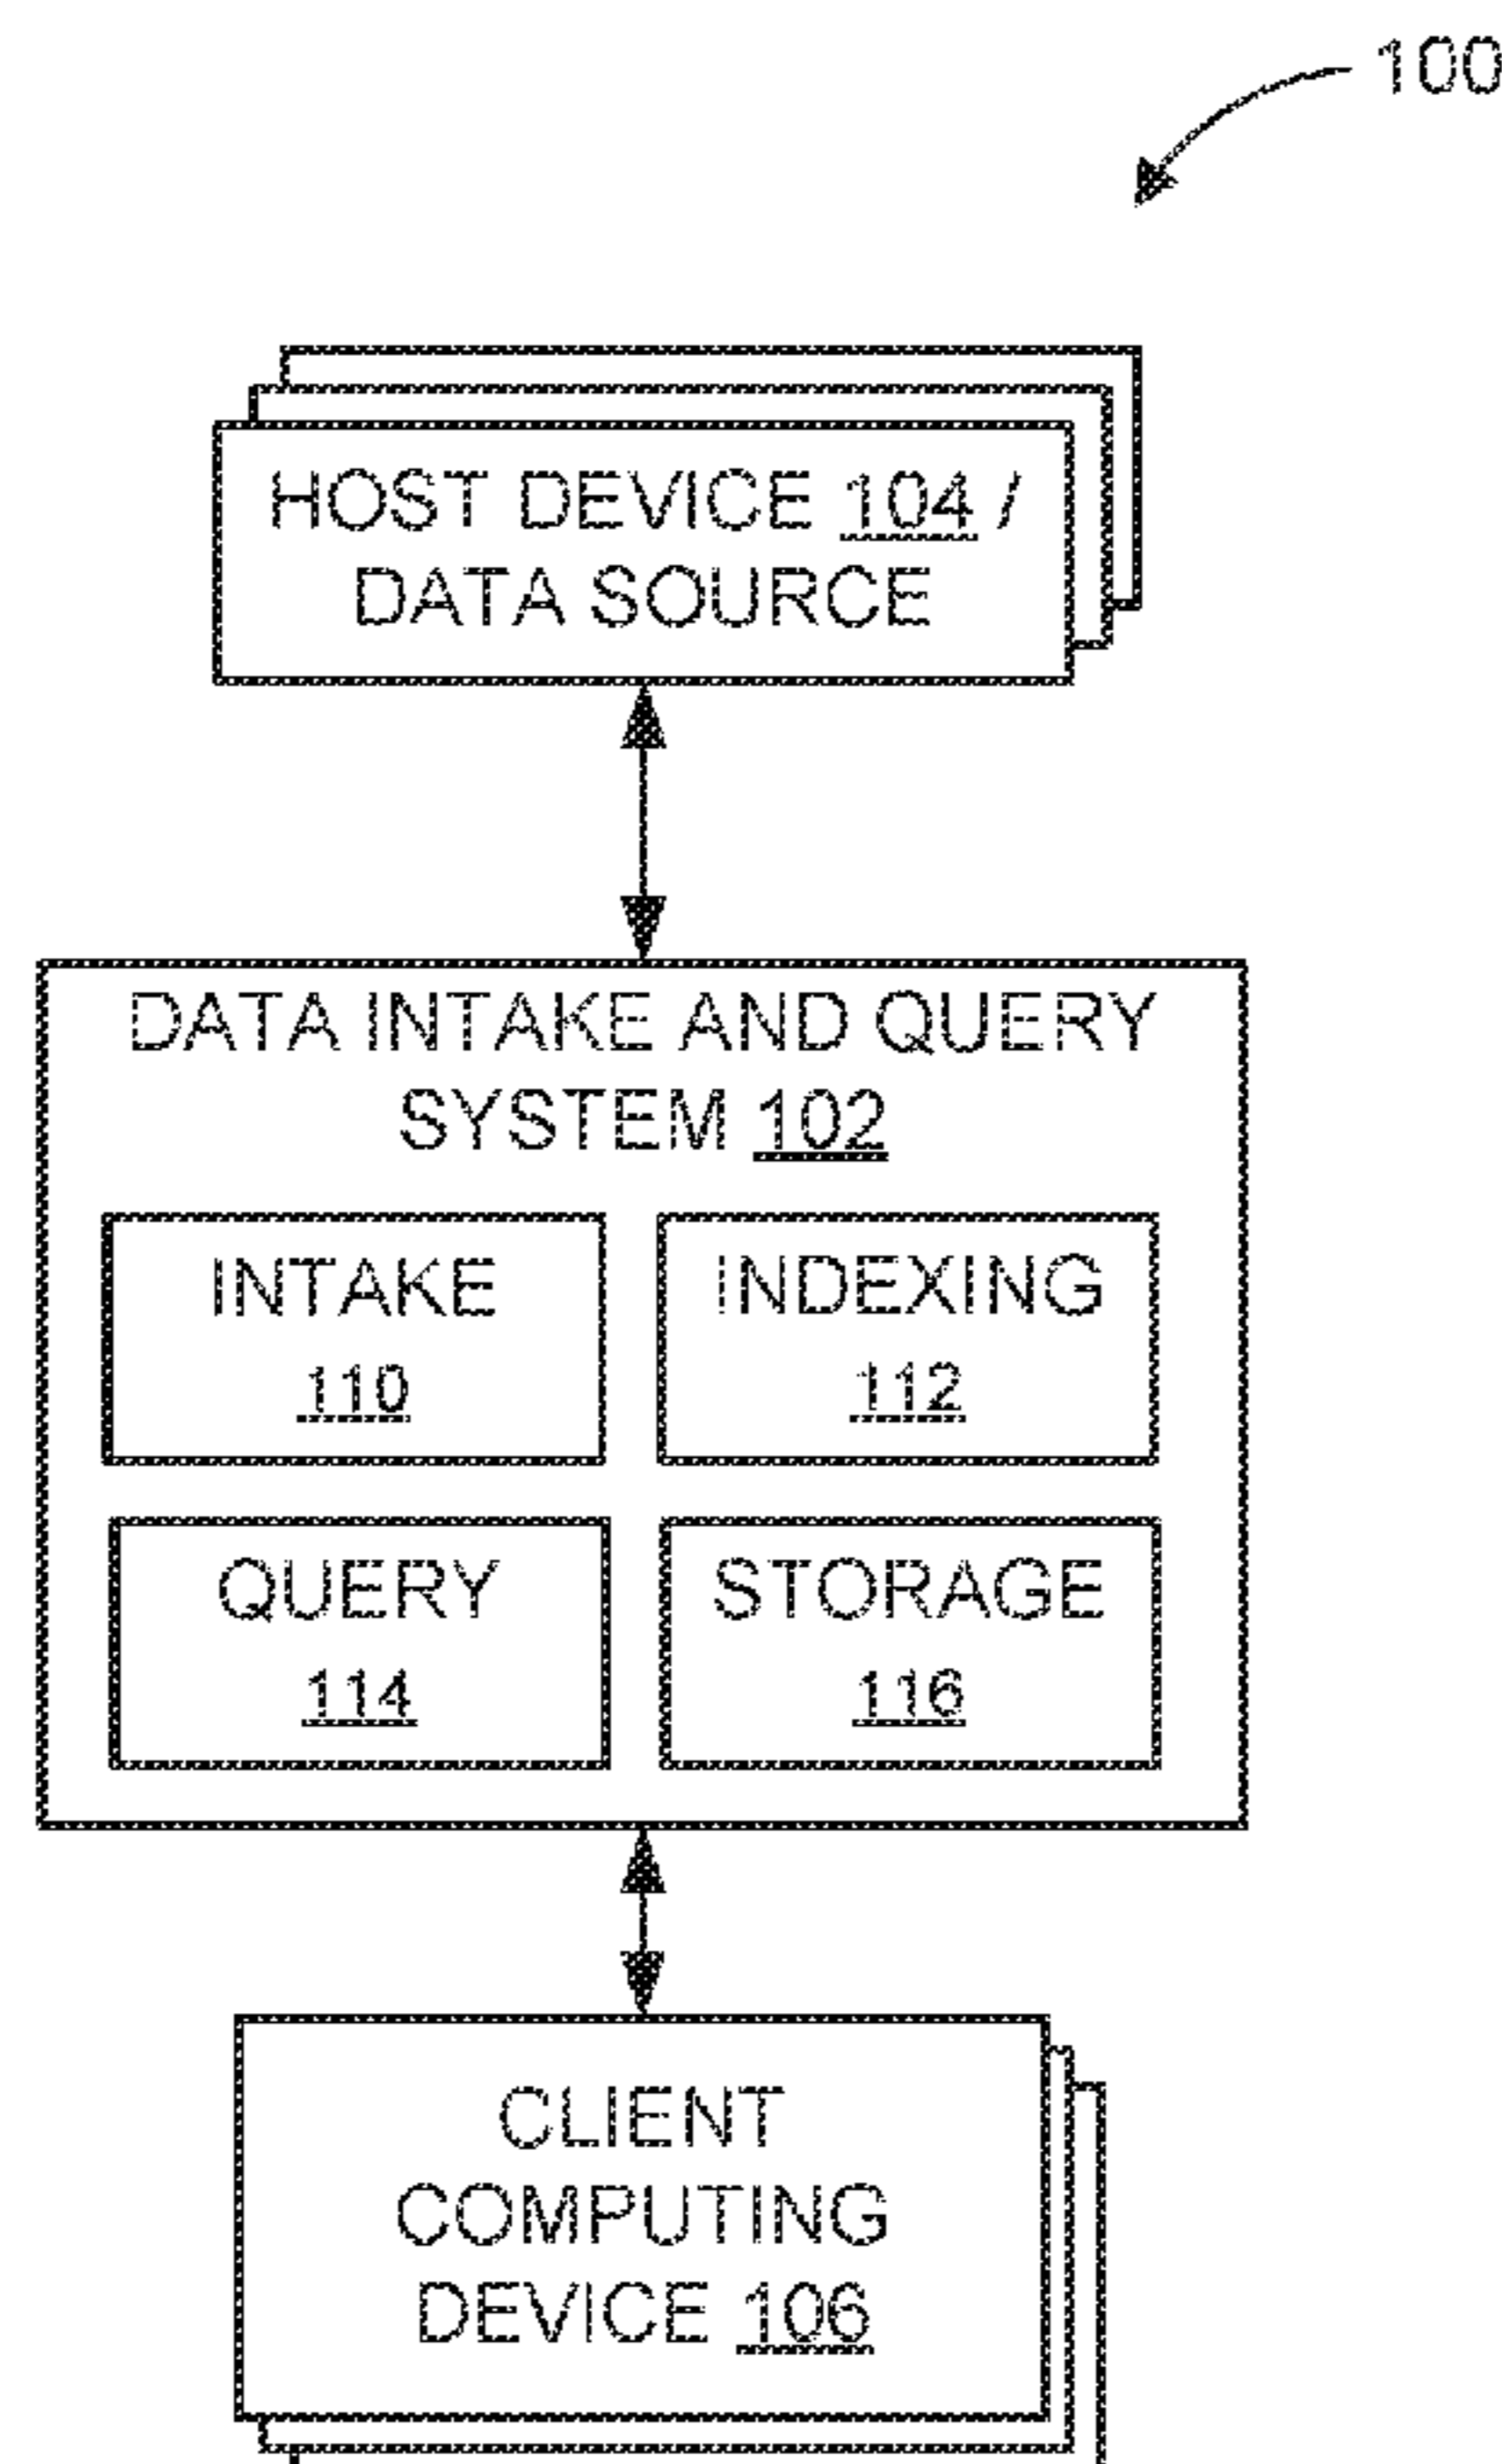 100
HOST DEVICE 104 /
DATA SOURCE
DATA INTAKE AND QUERY
SYSTEM 102
INTAKE
110
INDEXING
112
QUERY
114
STORAGE
116
CLIENT
COMPUTING
DEVICE 106